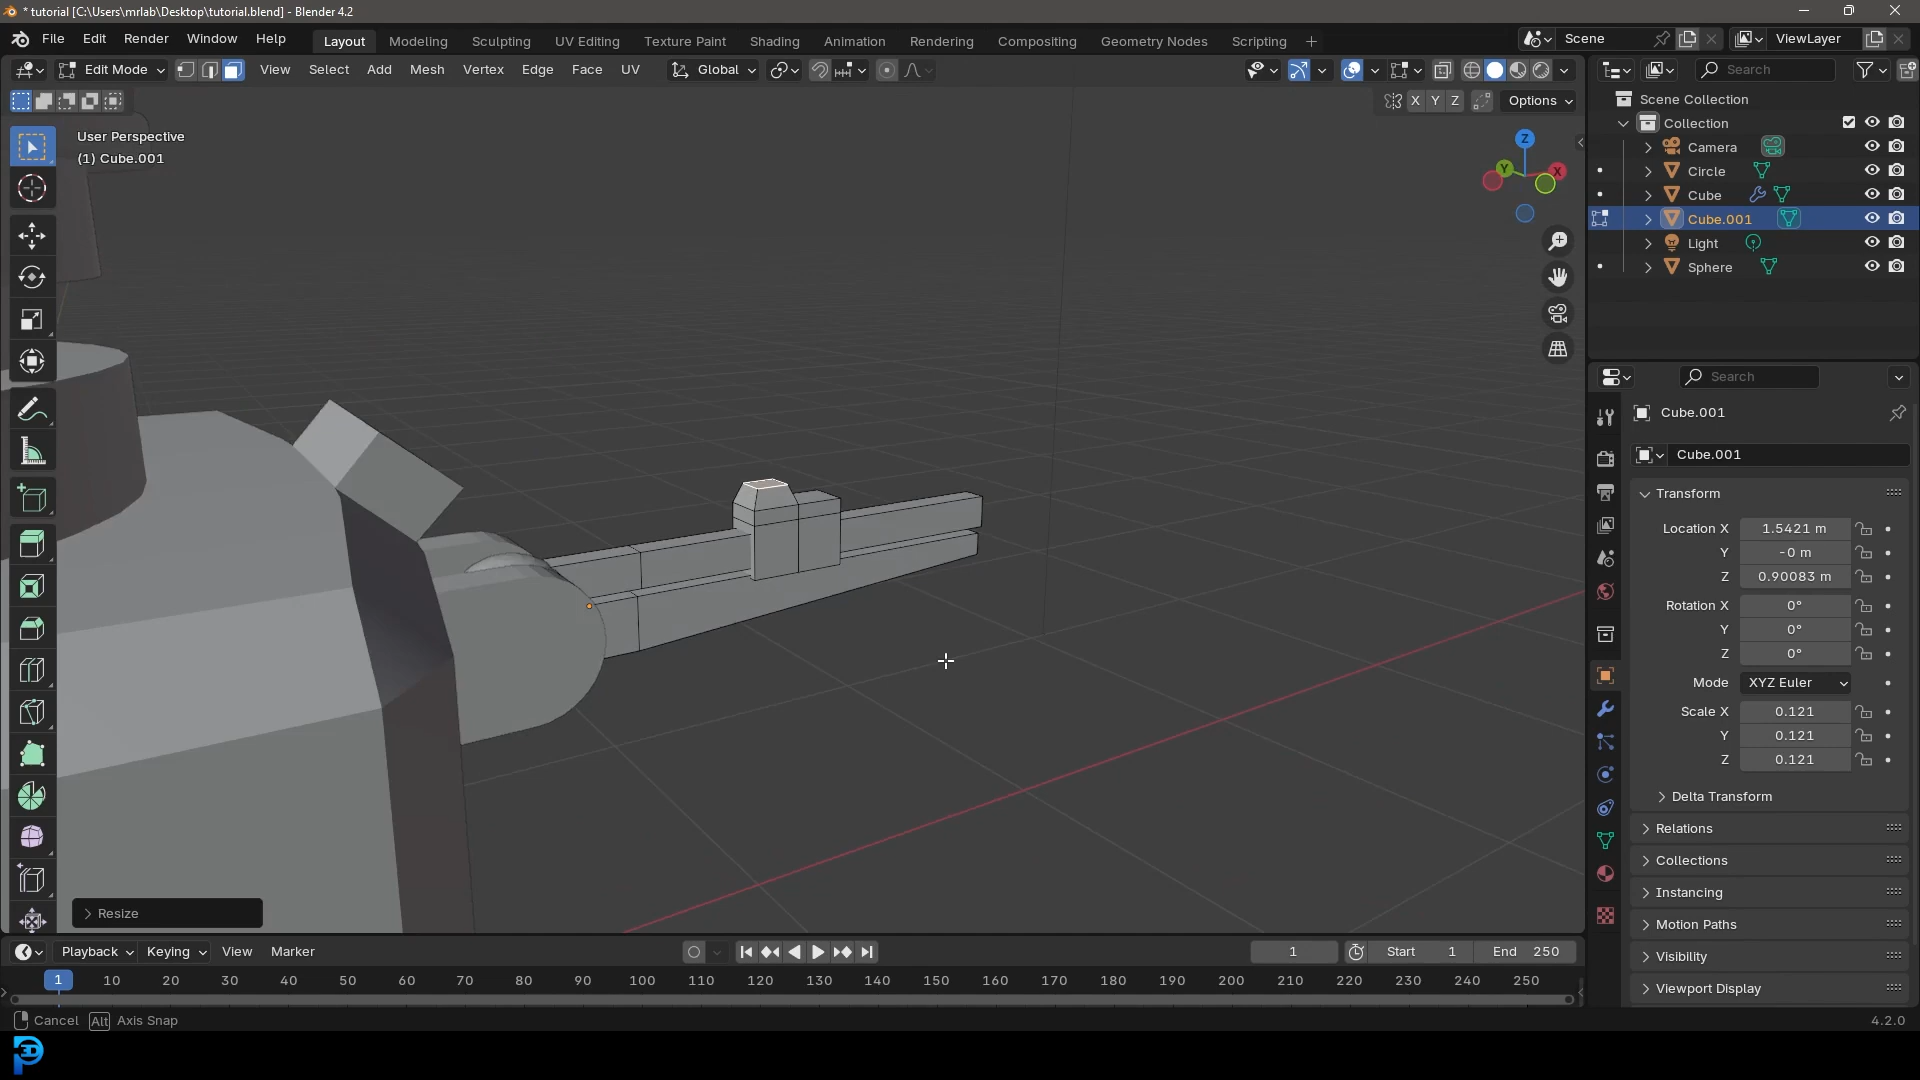 * tutorial [C:\Users\mrlab\Desktop\tutorial.blend] - Blender 4.2
File Edit Render Window Help Layout Modeling Sculpting UV Editing Texture Paint Shading Animation Rendering Compositing Geometry Nodes Scripting + Scene ViewLayer
Edit Mode View Select Add Mesh Vertex Edge Face UV Global Search
X Y Z Options
Scene Collection
Collection
User Perspective
(1) Cube.001
Z
Y
X
Camera
Circle
Cube
Cube.001
Light
Sphere
Search
Cube.001
Cube.001
Transform
Location X 1.5421 m
Y -0 m
Z 0.90083 m
Rotation X 0°
Y 0°
Z 0°
Mode XYZ Euler
Scale X 0.121
Y 0.121
Z 0.121
Delta Transform
Relations
Collections
Instancing
Motion Paths
Visibility
Viewport Display
Resize
Playback Keying View Marker 1 Start 1 End 250
1 10 20 30 40 50 60 70 80 90 100 110 120 130 140 150 160 170 180 190 200 210 220 230 240 250
Cancel Alt Axis Snap 4.2.0